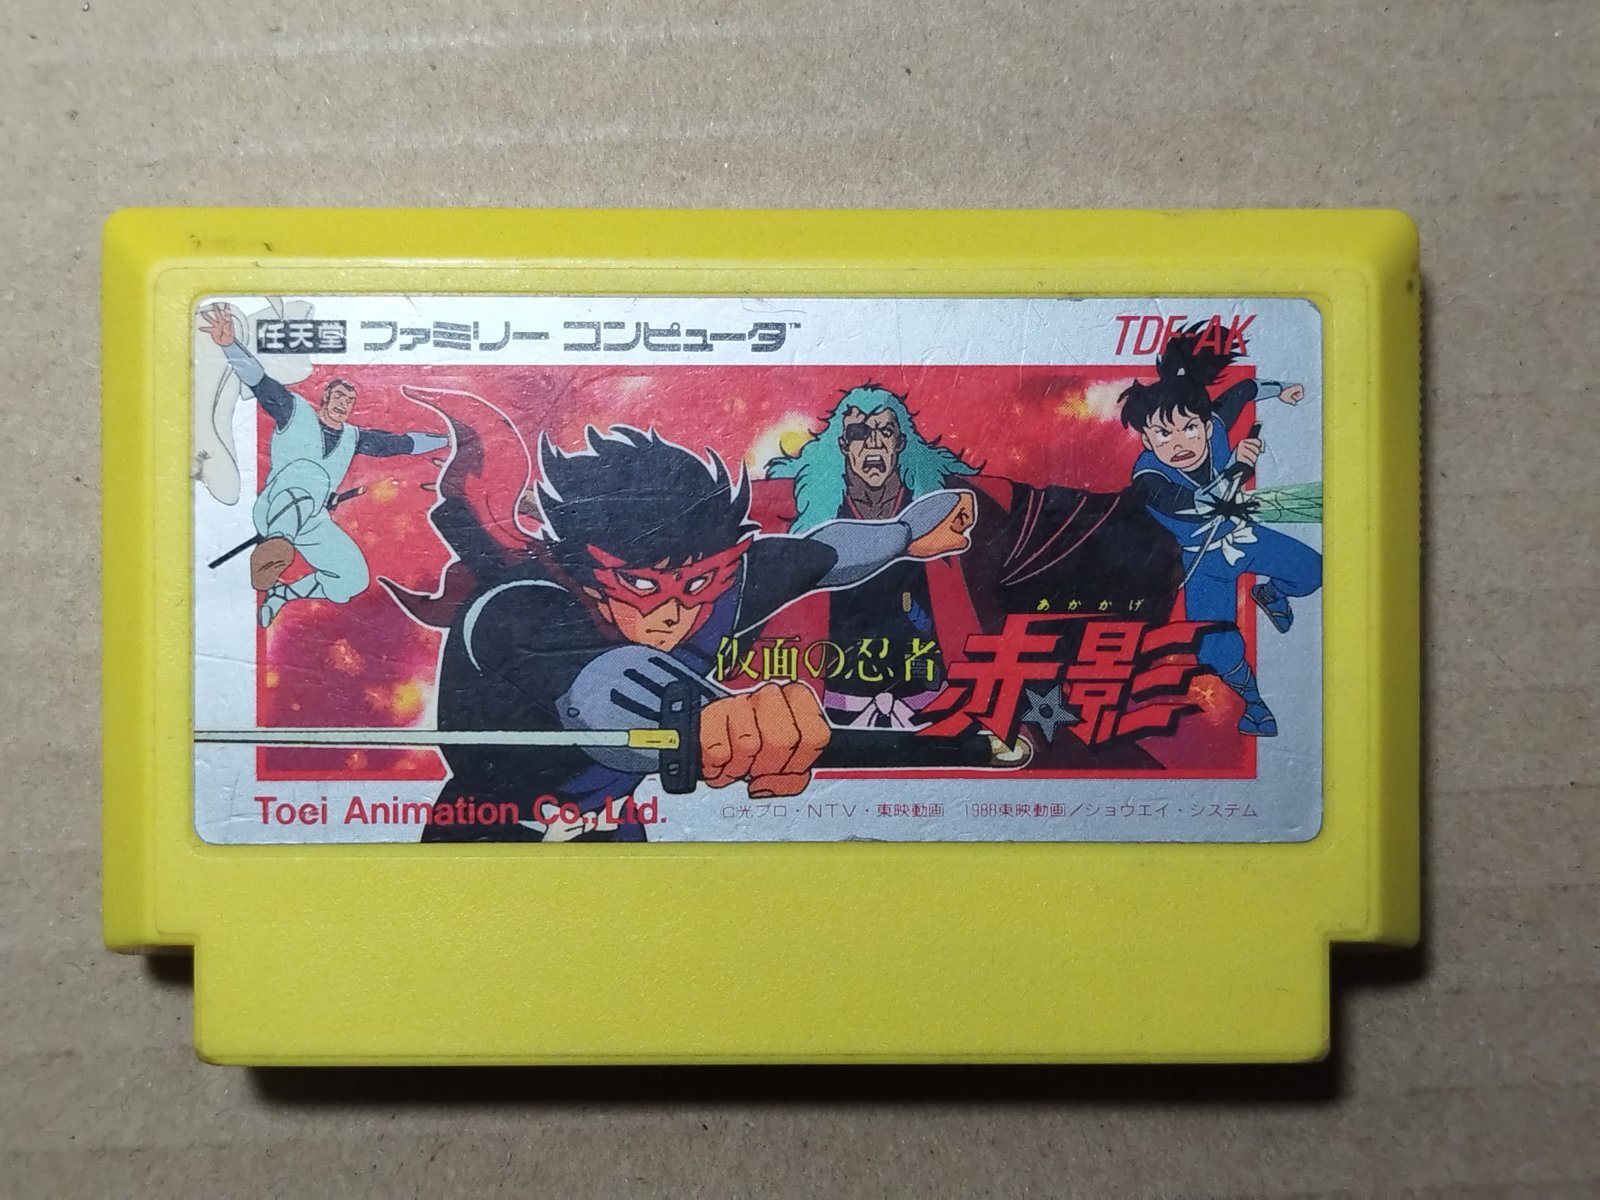 任天堂 ファミリーコンピュータ™
TDF-AK
あかかげ
仮面の忍者 赤影
Toei Animation Co., Ltd.
©光プロ・NTV・東映動画 1988東映動画/ショウエイ・システム